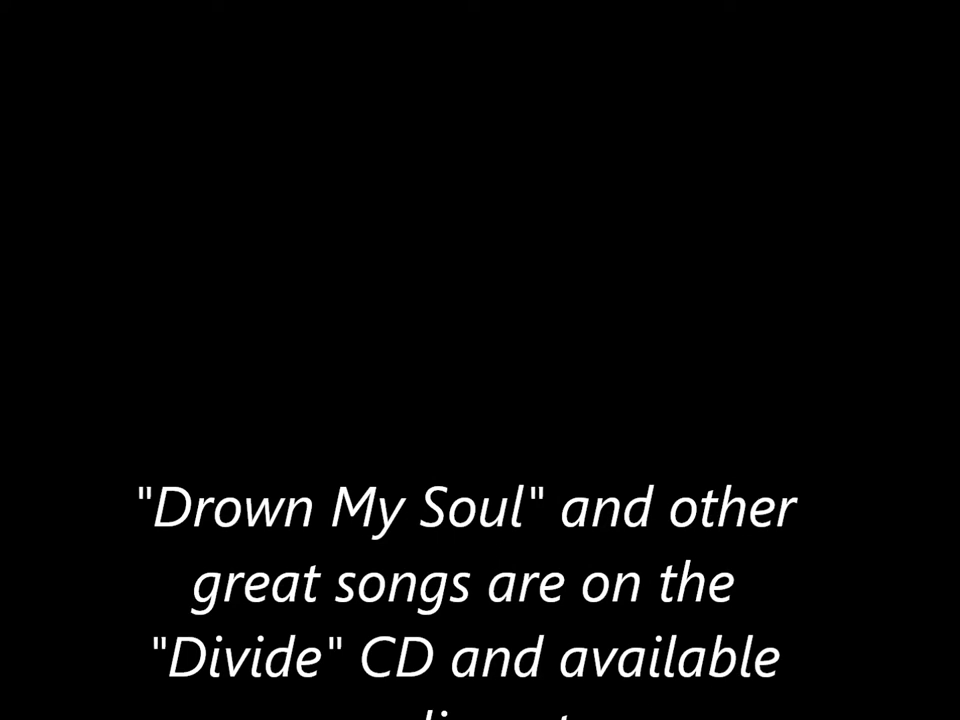 "Drown My Soul" and other
great songs are on the
"Divide" CD and available